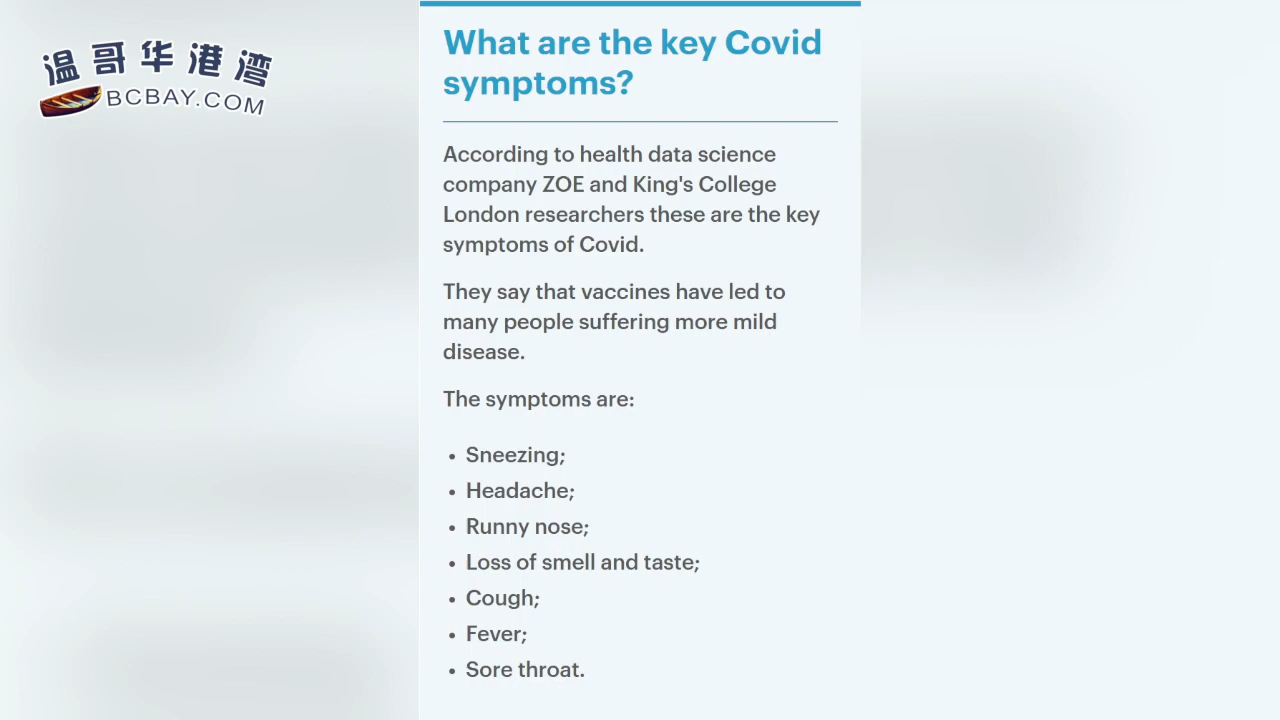 温哥华港湾
BCBAY.COM
What are the key Covid
symptoms?
According to health data science
company ZOE and King's College
London researchers these are the key
symptoms of Covid.
They say that vaccines have led to
many people suffering more mild
disease.
The symptoms are:
• Sneezing;
• Headache;
• Runny nose;
• Loss of smell and taste;
• Cough;
• Fever;
• Sore throat.